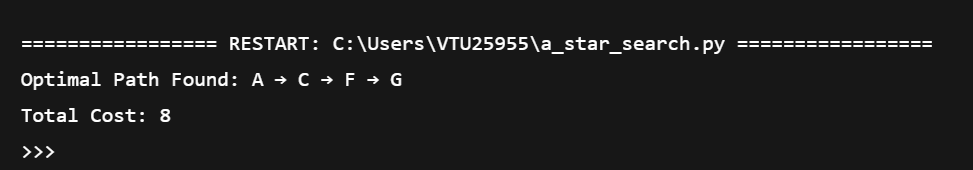 ================= RESTART: C:\Users\VTU25955\a_star_search.py =================
Optimal Path Found: A → C → F → G
Total Cost: 8
>>>